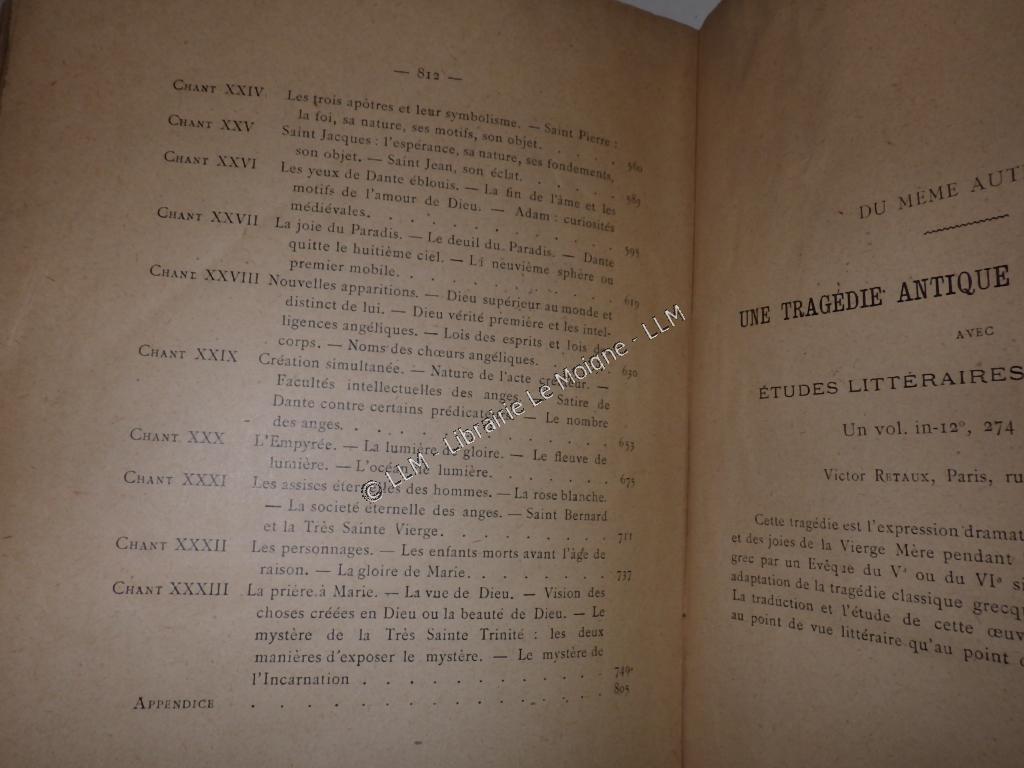 — 812 —
CHANT XXIV Les trois apôtres et leur symbolisme. — Saint Pierre :
la foi, sa nature, ses motifs, son objet. . . . . . 560
CHANT XXV Saint Jacques : l'espérance, sa nature, ses fondements,
son objet. — Saint Jean, son éclat. . . . . . 589
CHANT XXVI Les yeux de Dante éblouis. — La fin de l'âme et les
motifs de l'amour de Dieu. — Adam : curiosités
médiévales. . . . . . . . . . . 595
CHANT XXVII La joie du Paradis. — Le deuil du Paradis. — Dante
quitte le huitième ciel. — Le neuvième sphère ou
premier mobile. . . . . . . . . . 619
CHANT XXVIII Nouvelles apparitions. — Dieu supérieur au monde et
distinct de lui. — Dieu vérité première et les intel-
ligences angéliques. — Lois des esprits et lois des
corps. — Noms des chœurs angéliques. . . . . 630
CHANT XXIX Création simultanée. — Nature de l'acte créateur. —
Facultés intellectuelles des anges. — Satire de
Dante contre certains — Le nombre
des anges. . . . . . . . . . . 653
CHANT XXX L'Empyrée. — La lumière de gloire. — Le fleuve de
lumière. — L'océan de lumière. . . . . . 675
CHANT XXXI Les assises éternelles des hommes. — La rose blanche.
— La societé éternelle des anges. — Saint Bernard
et la Très Sainte Vierge. . . . . . . . 711
CHANT XXXII Les personnages. — Les enfants morts avant l'âge de
raison. — La gloire de Marie. . . . . . . 737
CHANT XXXIII La prière à Marie. — La vue de Dieu. — Vision des
choses créées en Dieu ou la beauté de Dieu. — Le
mystère de la Très Sainte Trinité : les deux
manières d'exposer le mystère. — Le mystère de
l'Incarnation . . . . . . . . . . 749
APPENDICE . . . . . . . . . . . . . 805
DU MÊME AUT
UNE TRAGÉDIE ANTIQUE
AVEC
ÉTUDES LITTÉRAIRES
Un vol. in-12°, 274
Victor RETAUX, Paris, ru
Cette tragédie est l'expression dramat
et des joies de la Vierge Mère pendant
grec par un Evêque du Ve ou du VIe si
adaptation de la tragédie classique grecqu
La traduction et l'étude de cette œuv
au point de vue littéraire qu'au point d
© LLM - Librairie Le Moigne - LLM